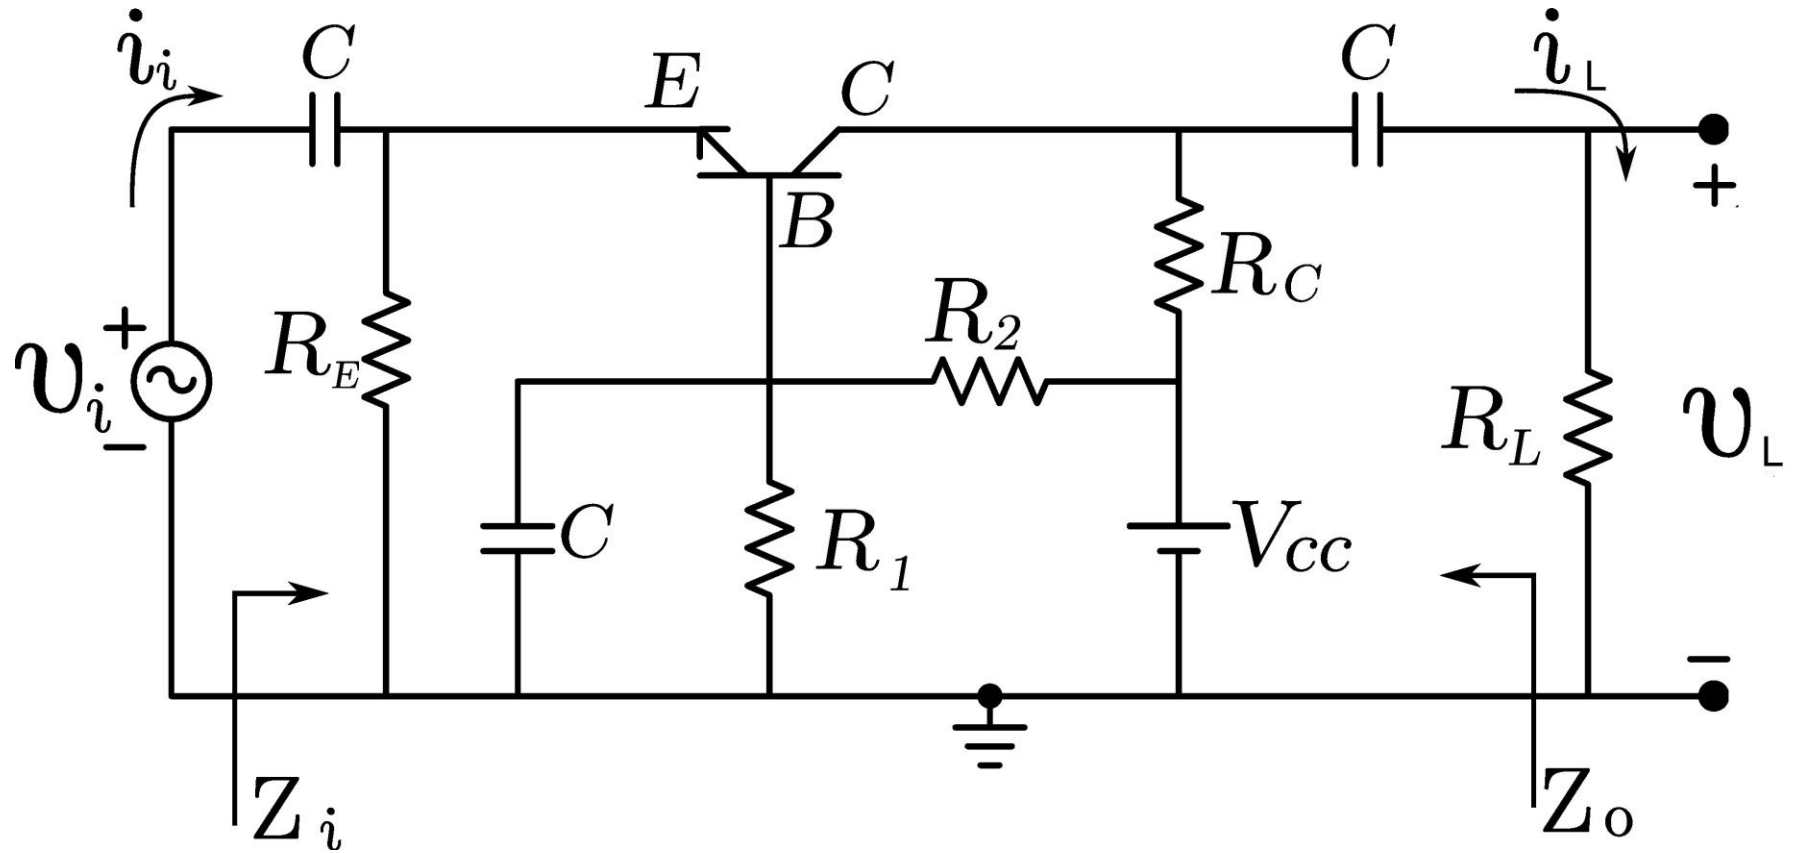 i_i
C
E
C
C
i_L
B
R_C
+
R_2
+
R_E
υ_i
R_L
υ_L
−
C
R_1
V_CC
−
Z_i
Z_o